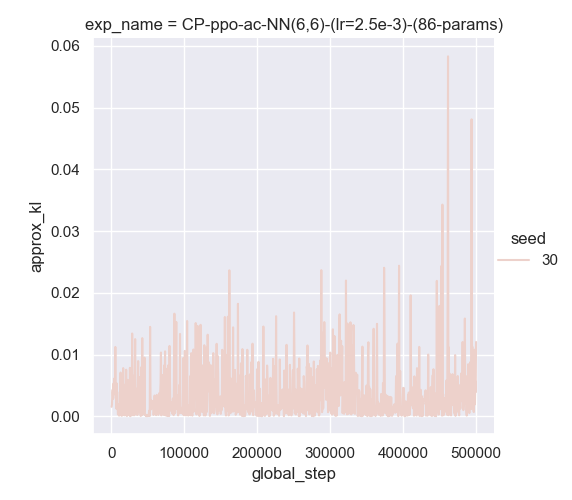 exp_name = CP-ppo-ac-NN(6,6)-(lr=2.5e-3)-(86-params)
0.06
0.05
0.04
0.03
0.02
0.01
0.00
approx_kl
0 100000 200000 300000 400000 500000
global_step
seed
30